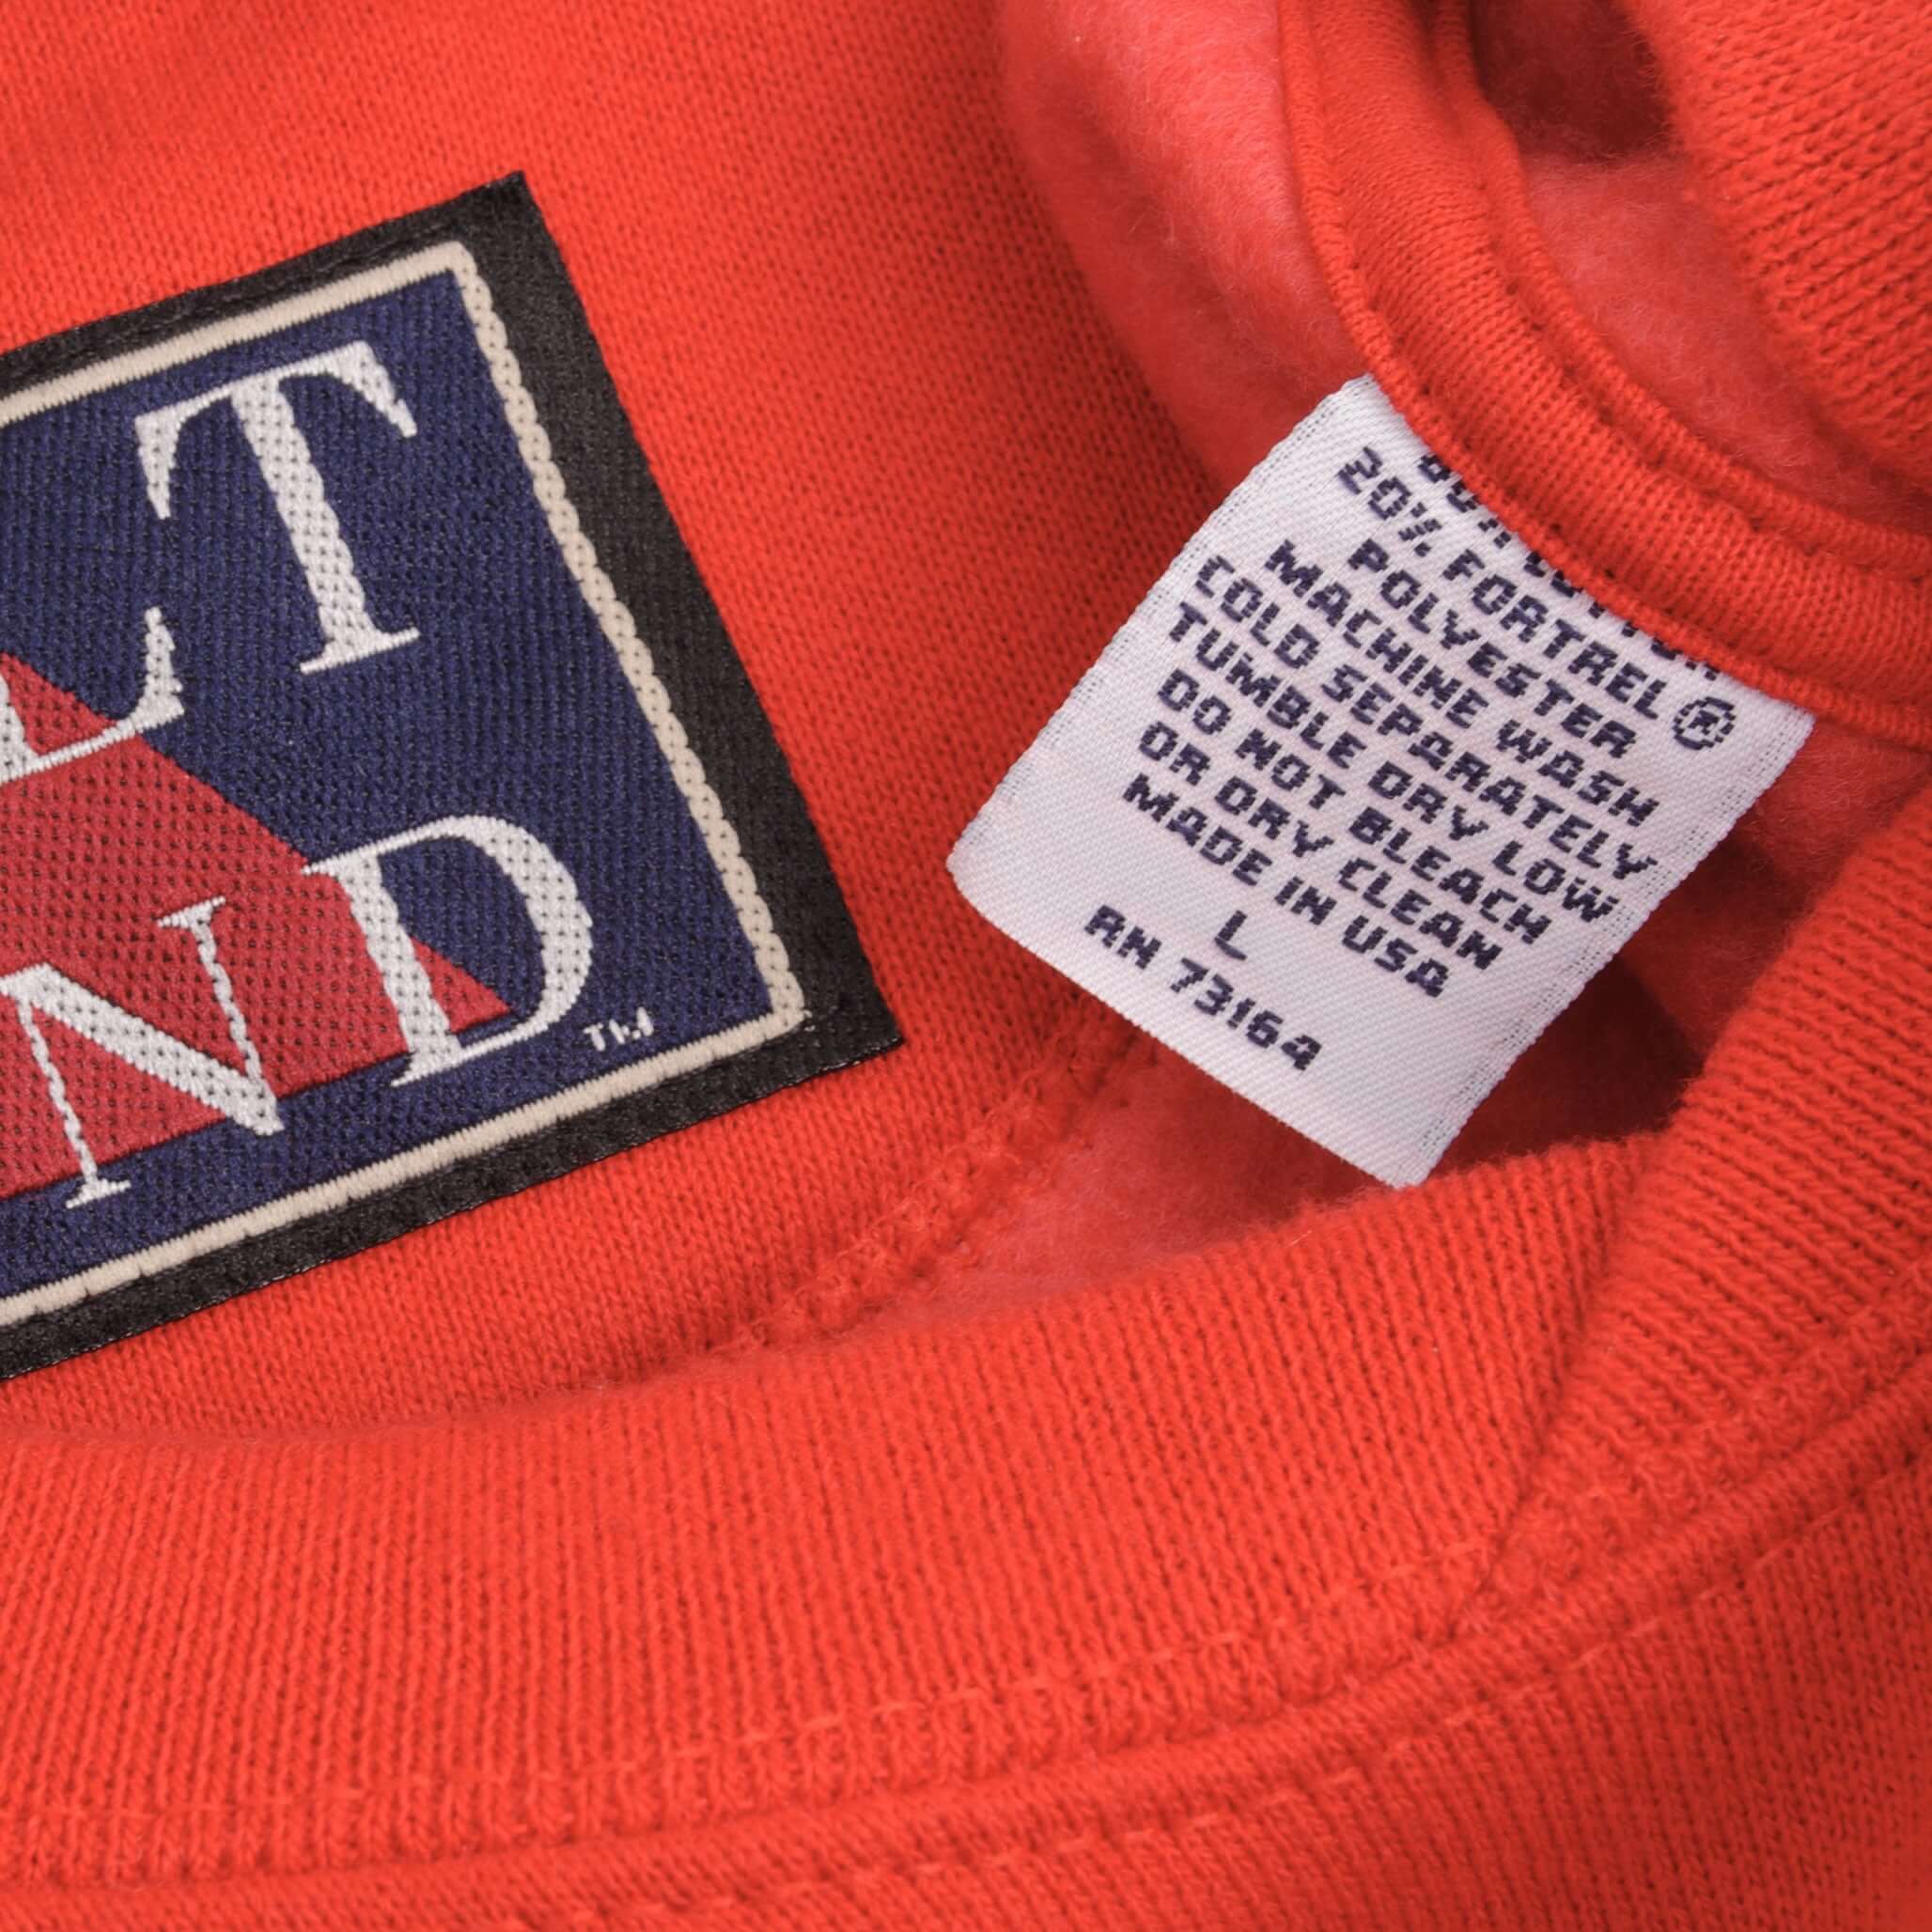 LT
ND
TM
20% FORTREL®
POLYESTER
MACHINE WASH
COLD SEPARATELY
TUMBLE DRY LOW
DO NOT BLEACH
OR DRY CLEAN
MADE IN USA
L
RN 73164